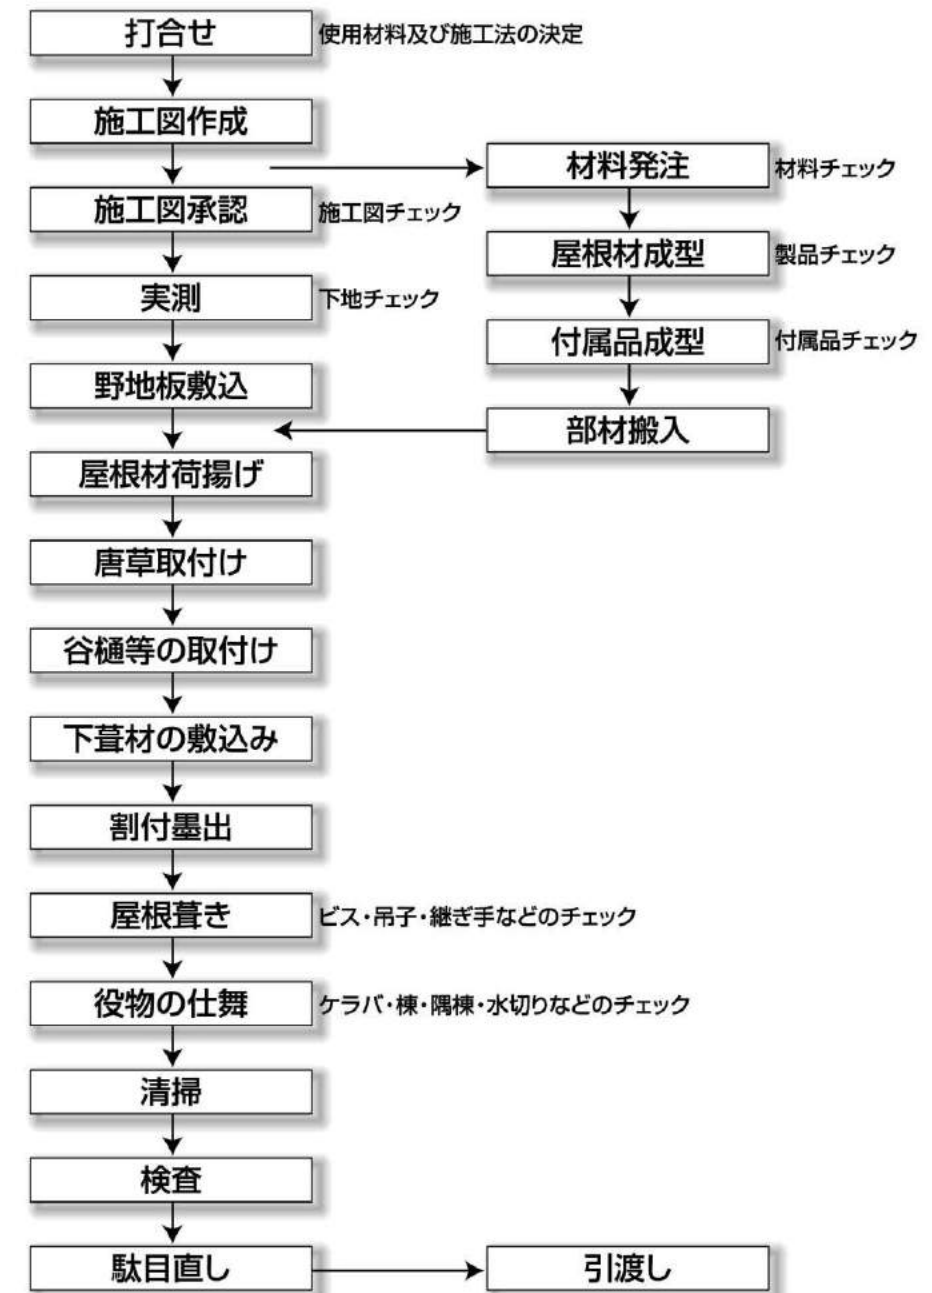 打合せ 使用材料及び施工法の決定
施工図作成
材料発注 材料チェック
施工図承認 施工図チェック
屋根材成型 製品チェック
実測 下地チェック
付属品成型 付属品チェック
野地板敷込
部材搬入
屋根材荷揚げ
唐草取付け
谷樋等の取付け
下葺材の敷込み
割付墨出
屋根葺き ビス・吊子・継ぎ手などのチェック
役物の仕舞 ケラバ・棟・隅棟・水切りなどのチェック
清掃
検査
駄目直し 引渡し